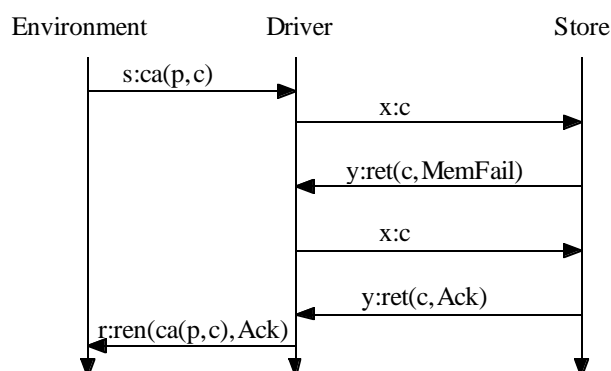 Environment Driver Store
s:ca(p,c)
x:c
y:ret(c,MemFail)
x:c
y:ret(c,Ack)
r:ren(ca(p,c),Ack)